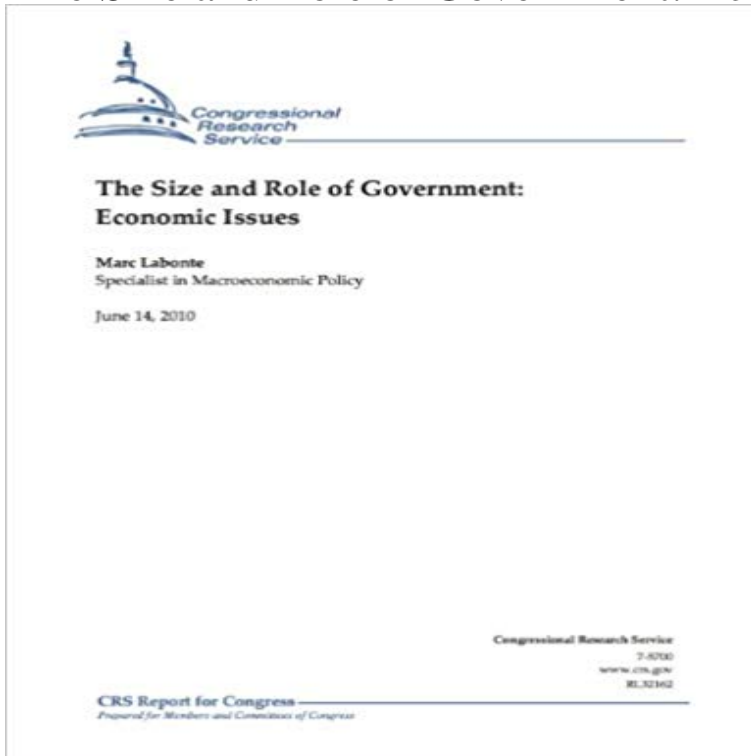 Congressional
Research
Service
The Size and Role of Government:
Economic Issues
Marc Labonte
Specialist in Macroeconomic Policy
June 14, 2010
Congressional Research Service
7-5700
www.crs.gov
RL32162
CRS Report for Congress
Prepared for Members and Committees of Congress